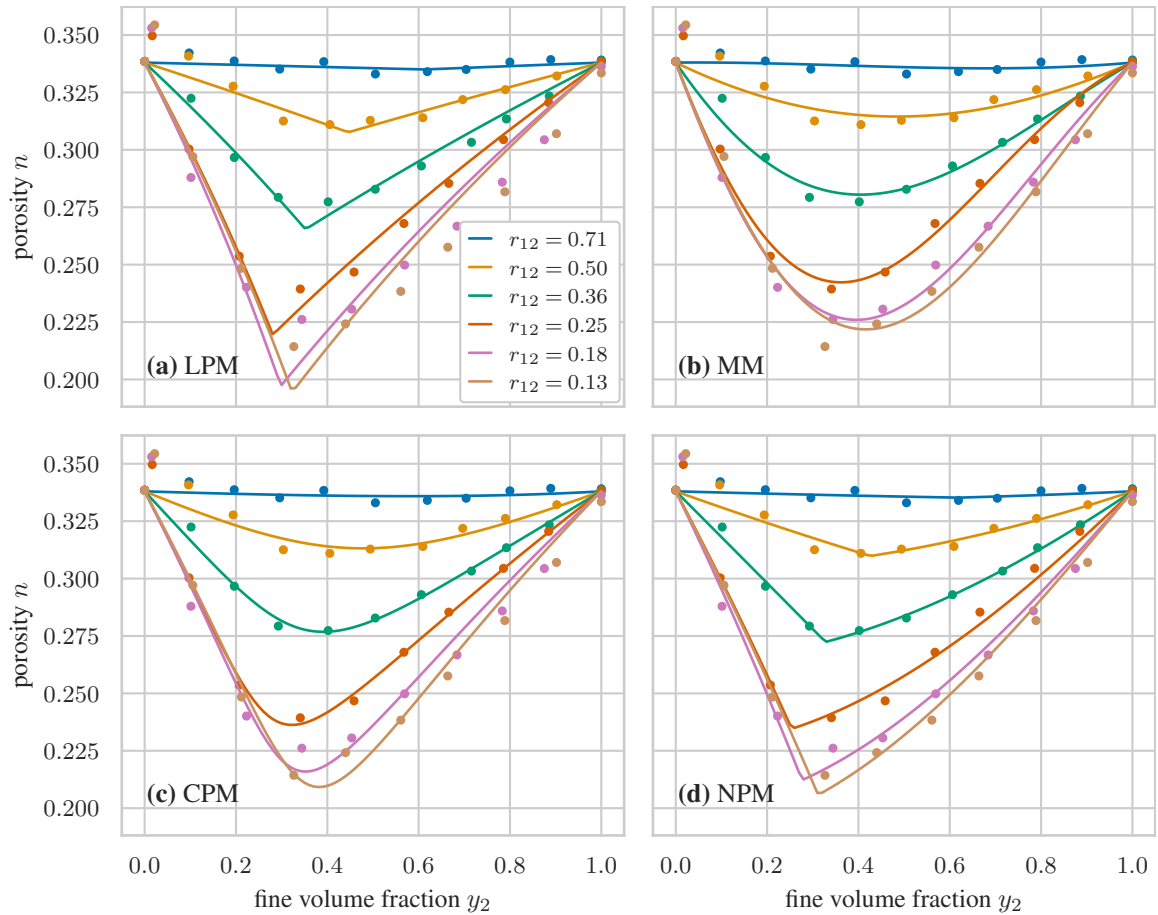 0.350
0.325
0.300
0.275
0.250
0.225
0.200
porosity n
(a) LPM
r₁₂ = 0.71
r₁₂ = 0.50
r₁₂ = 0.36
r₁₂ = 0.25
r₁₂ = 0.18
r₁₂ = 0.13
(b) MM
0.350
0.325
0.300
0.275
0.250
0.225
0.200
porosity n
(c) CPM
(d) NPM
0.0 0.2 0.4 0.6 0.8 1.0
fine volume fraction y₂
0.0 0.2 0.4 0.6 0.8 1.0
fine volume fraction y₂